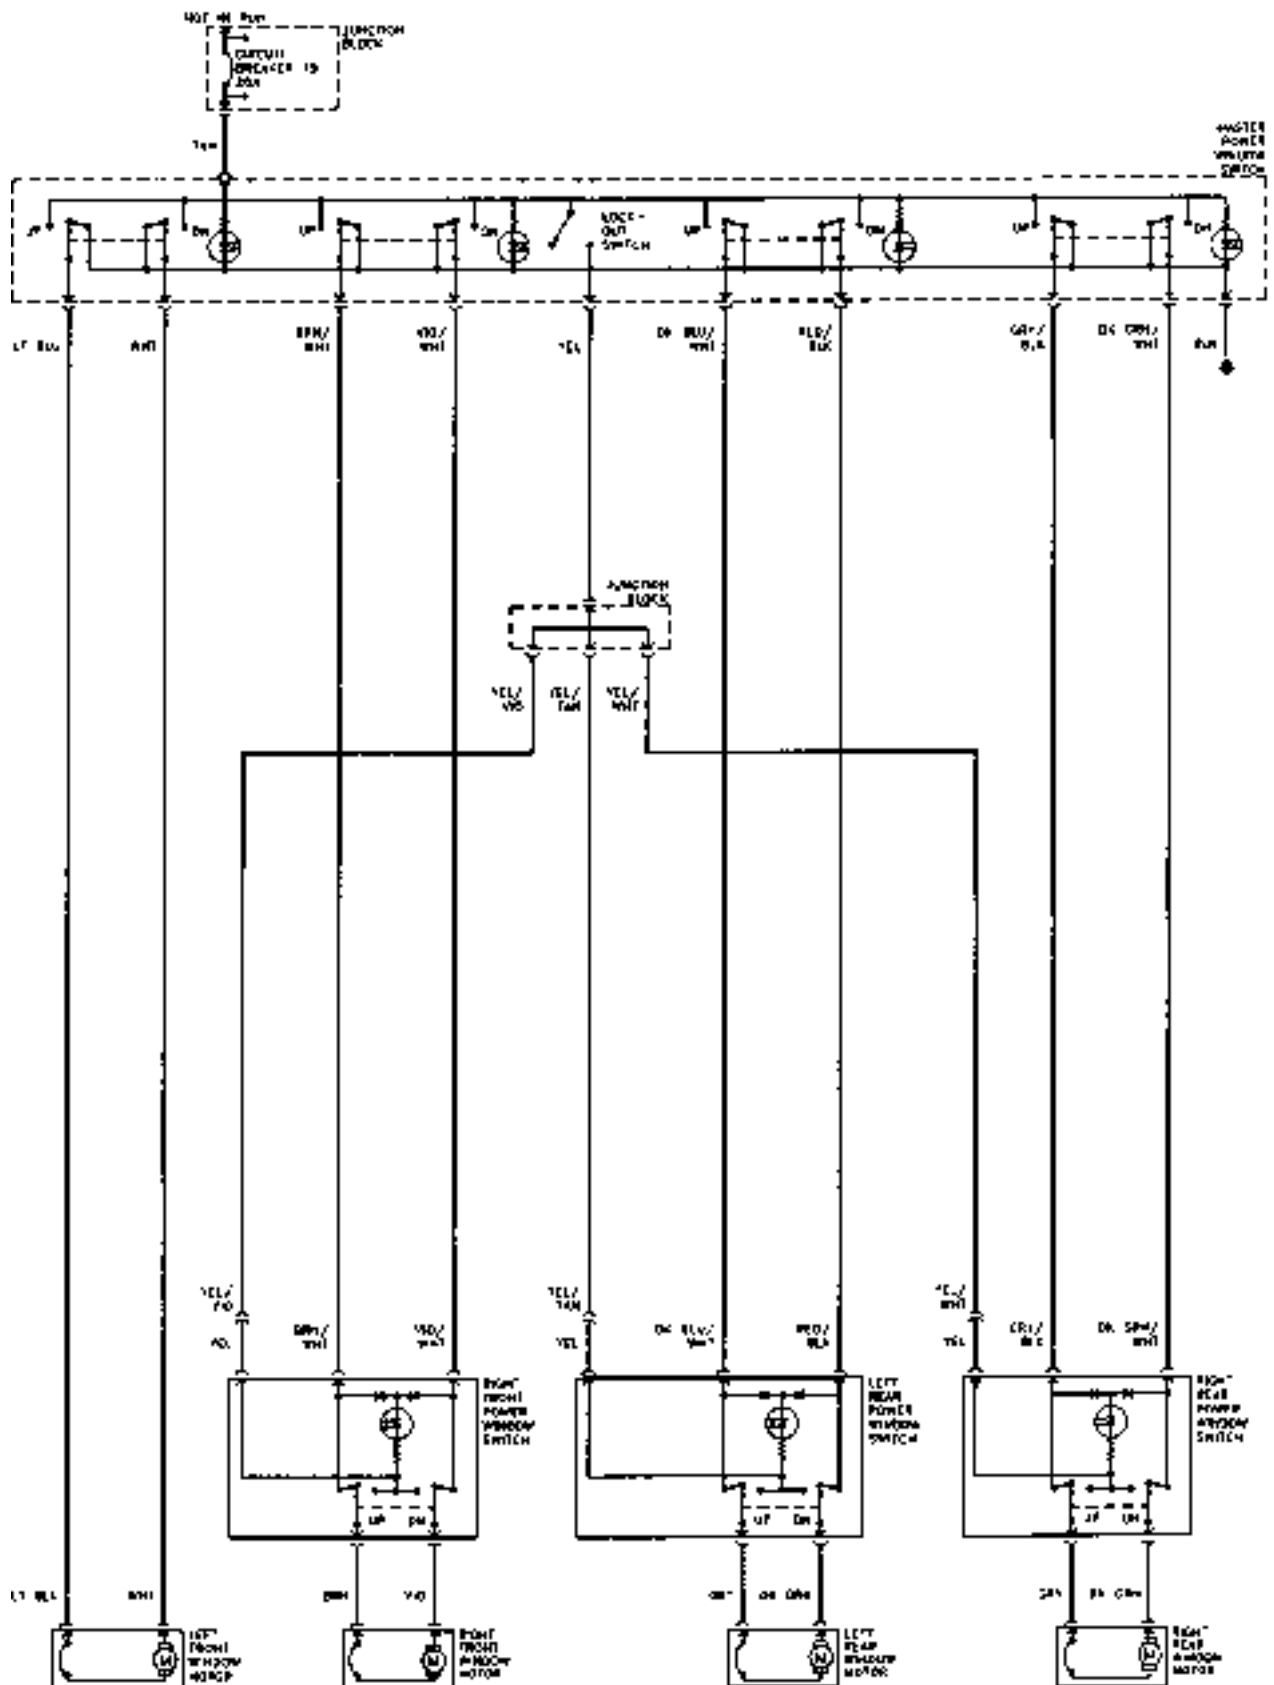 HOT IN RUN
JUNCTION
BLOCK
CIRCUIT
BREAKER
20A
TAN
MASTER
POWER
WINDOW
SWITCH
UP
DN
UP
DN
LOCK-
OUT
SWITCH
UP
DN
UP
DN
LT BLU
WHT
BRN/
WHT
VIO/
WHT
YEL
DK BLU/
WHT
RED/
BLK
GRY/
BLK
DK GRN/
WHT
BLK
JUNCTION
BLOCK
YEL/
VIO
YEL/
TAN
YEL/
WHT
YEL/
VIO
YEL
BRN/
WHT
VIO/
WHT
YEL/
TAN
YEL
DK BLU/
WHT
RED/
BLK
YEL/
WHT
YEL
GRY/
BLK
DK GRN/
WHT
RIGHT
FRONT
POWER
WINDOW
SWITCH
LEFT
REAR
POWER
WINDOW
SWITCH
RIGHT
REAR
POWER
WINDOW
SWITCH
UP
DN
UP
DN
UP
DN
LT BLU
WHT
BRN
VIO
GRY
DK GRN
GRY
DK GRN
M
LEFT
FRONT
WINDOW
MOTOR
M
RIGHT
FRONT
WINDOW
MOTOR
M
LEFT
REAR
WINDOW
MOTOR
M
RIGHT
REAR
WINDOW
MOTOR